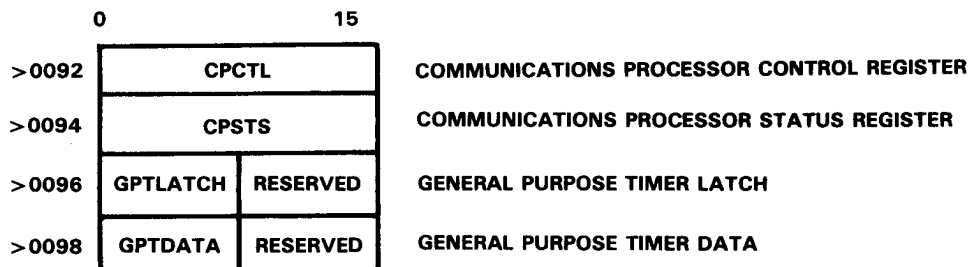 0 15
>0092 CPCTL COMMUNICATIONS PROCESSOR CONTROL REGISTER
>0094 CPSTS COMMUNICATIONS PROCESSOR STATUS REGISTER
>0096 GPTLATCH RESERVED GENERAL PURPOSE TIMER LATCH
>0098 GPTDATA RESERVED GENERAL PURPOSE TIMER DATA